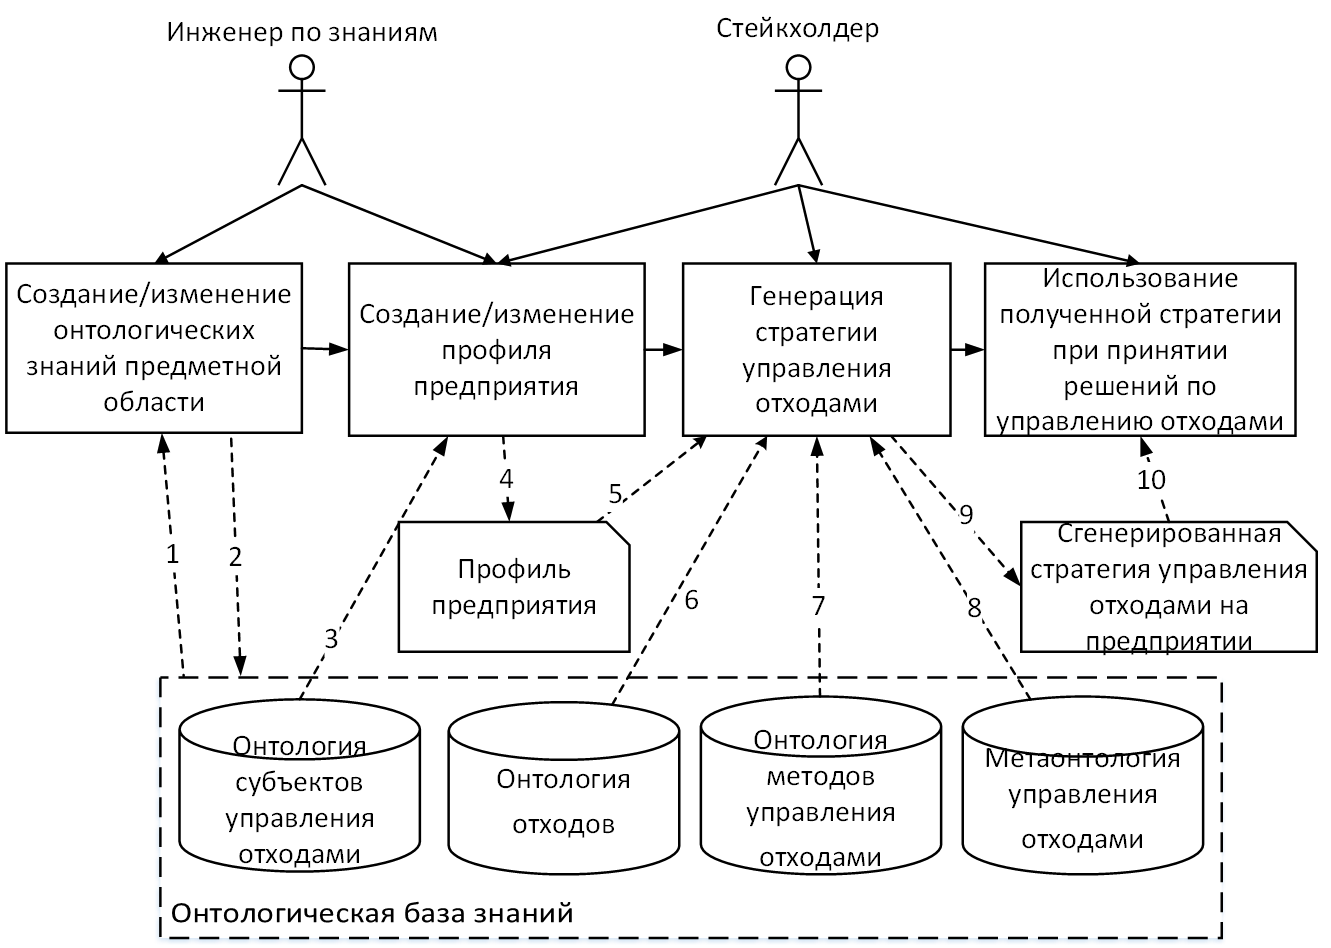 Инженер по знаниям
Стейкхолдер
Создание/изменение
онтологических
знаний предметной
области
Создание/изменение
профиля
предприятия
Генерация
стратегии
управления
отходами
Использование
полученной стратегии
при принятии
решений по
управлению отходами
1
2
3
4
5
6
7
8
9
10
Профиль
предприятия
Сгенерированная
стратегия управления
отходами на
предприятии
Онтология
субъектов
управления
отходами
Онтология
отходов
Онтология
методов
управления
отходами
Метаонтология
управления
отходами
Онтологическая база знаний